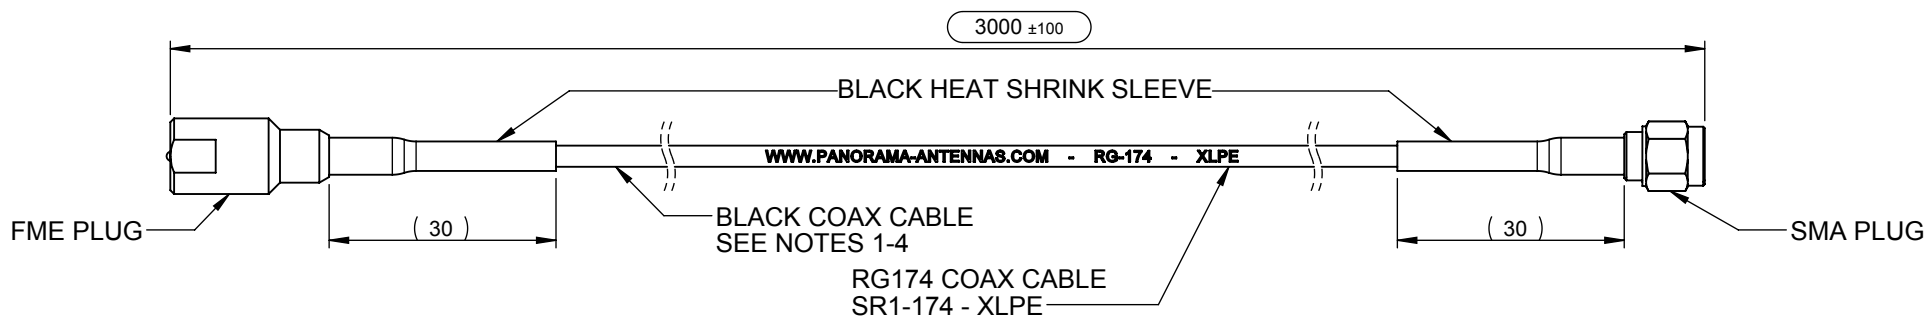 3000 ±100
BLACK HEAT SHRINK SLEEVE
WWW.PANORAMA-ANTENNAS.COM - RG-174 - XLPE
FME PLUG
( 30 )
BLACK COAX CABLE
SEE NOTES 1-4
( 30 )
SMA PLUG
RG174 COAX CABLE
SR1-174 - XLPE